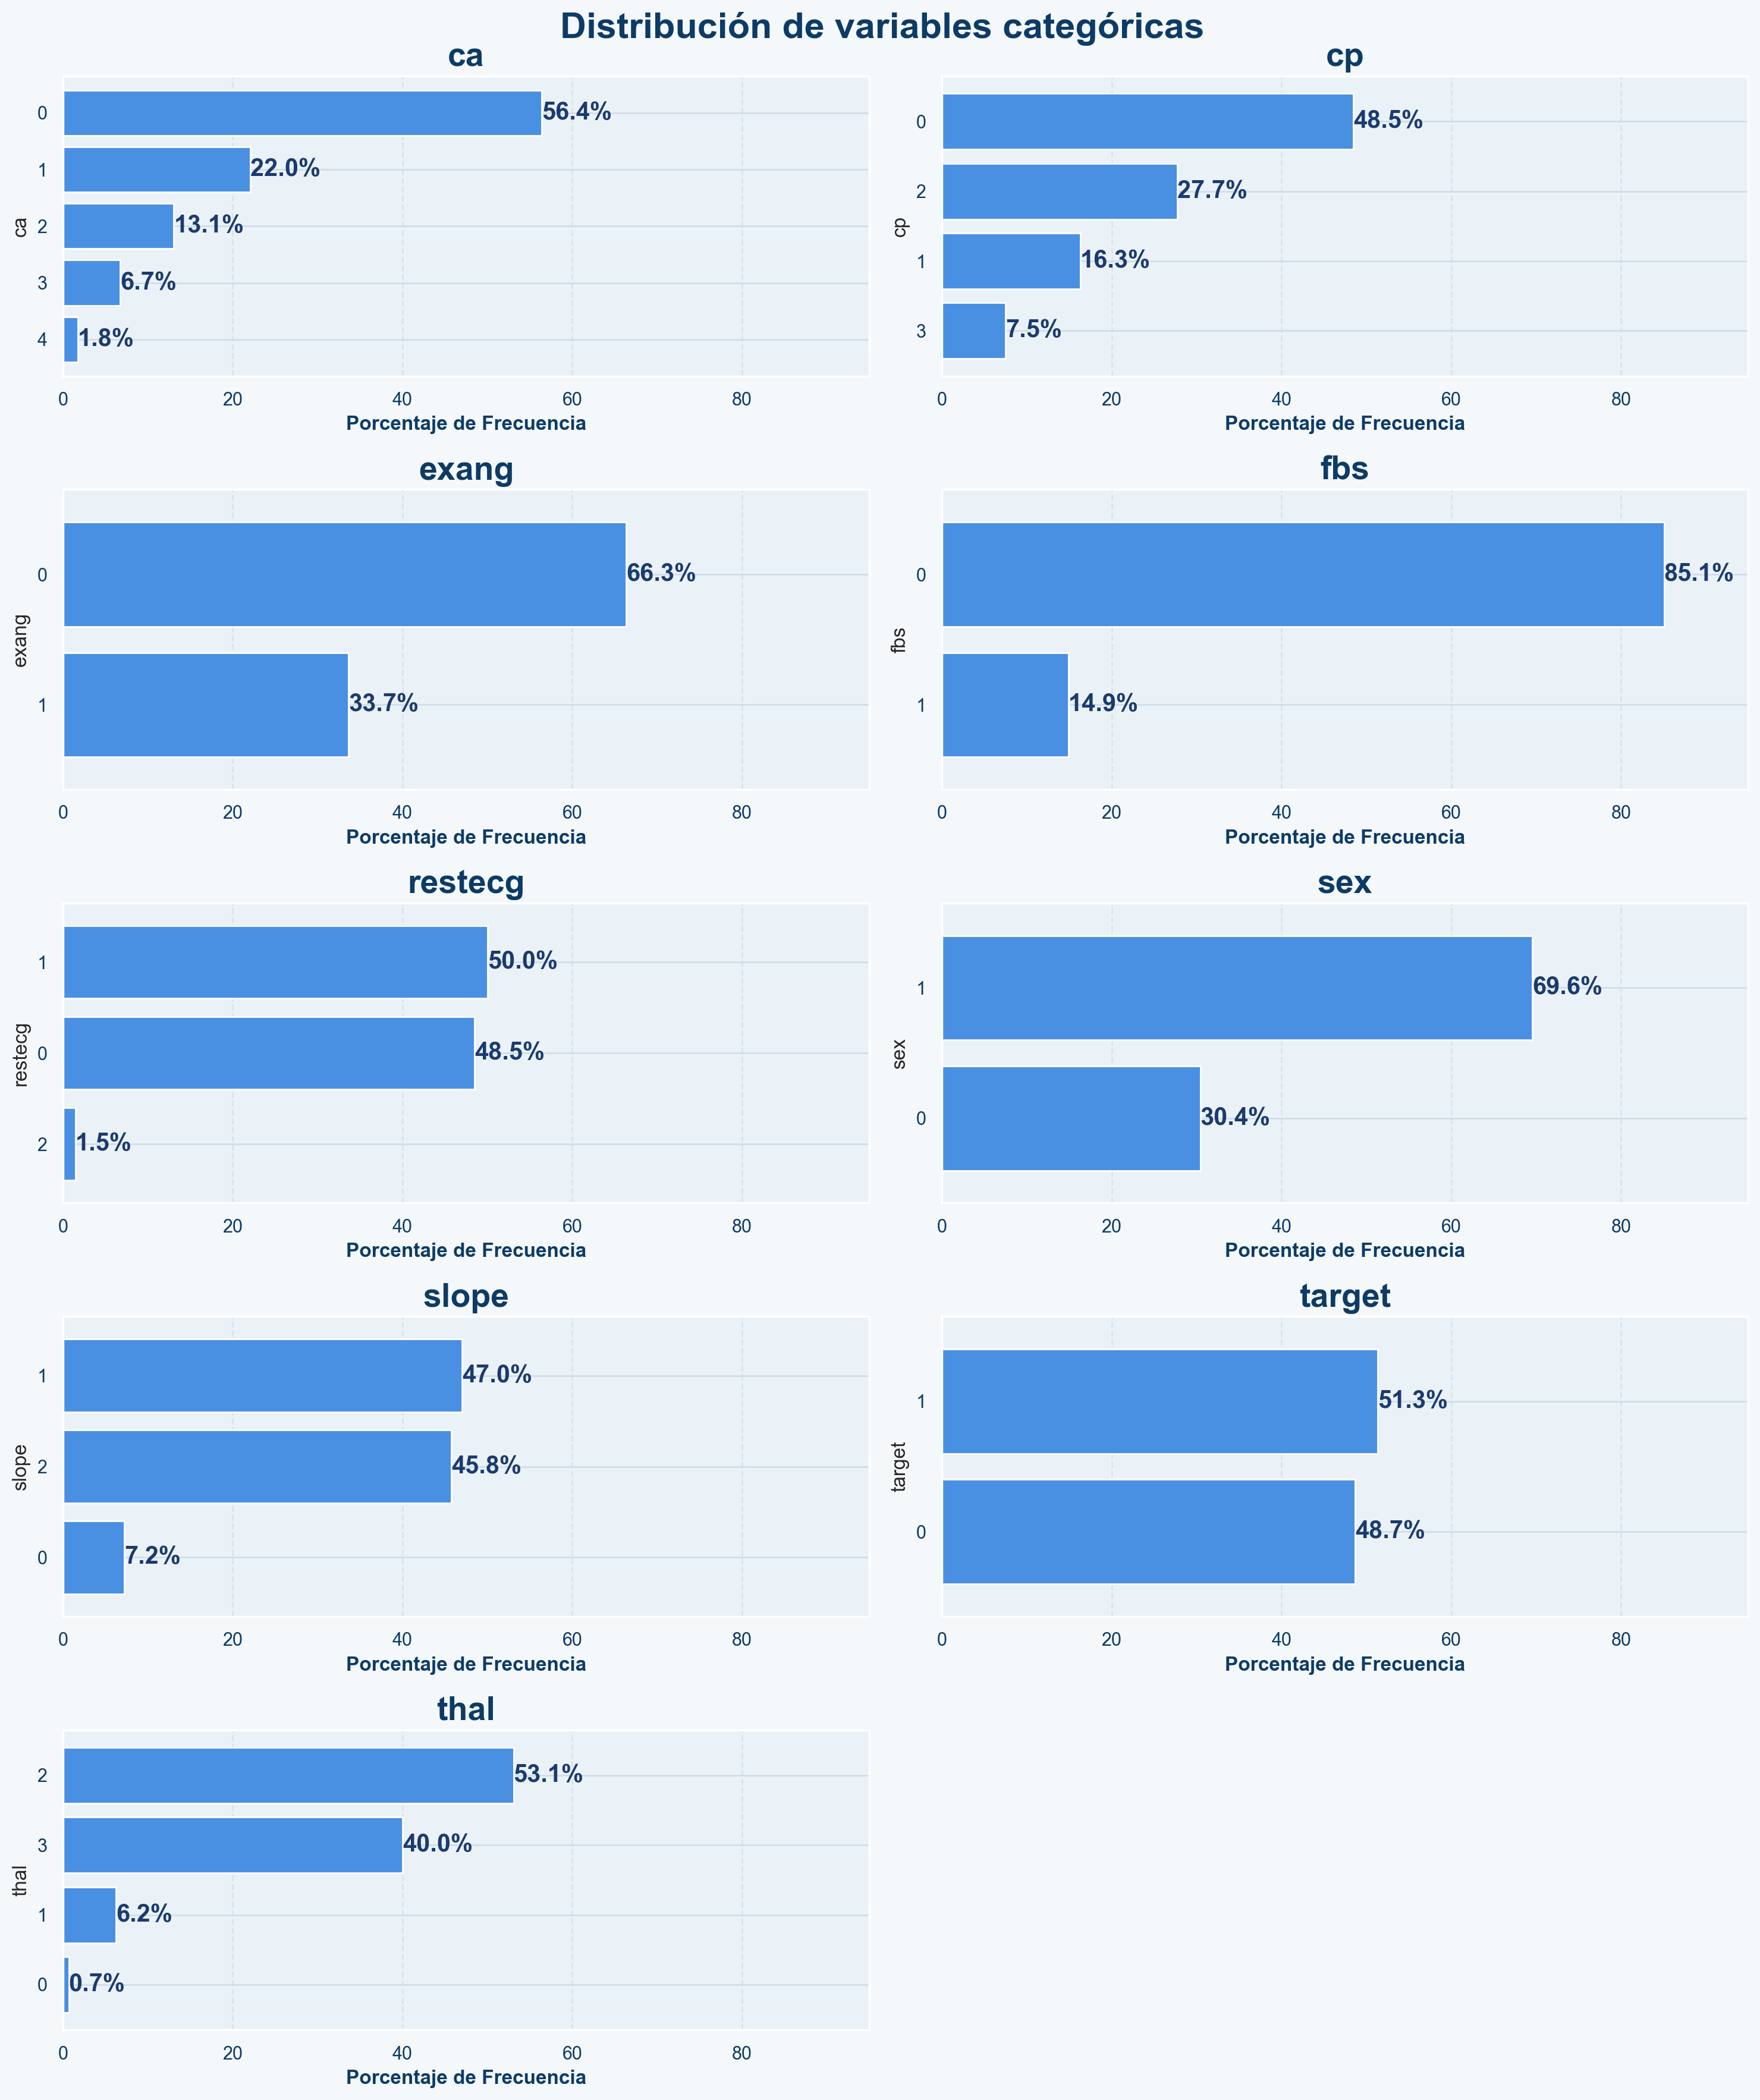 Distribución de variables categóricas
ca
0
56.4%
1
22.0%
2
13.1%
3
6.7%
4
1.8%
ca
0 20 40 60 80
Porcentaje de Frecuencia
cp
0
48.5%
2
27.7%
1
16.3%
3
7.5%
cp
0 20 40 60 80
Porcentaje de Frecuencia
exang
0
66.3%
1
33.7%
exang
0 20 40 60 80
Porcentaje de Frecuencia
fbs
0
85.1%
1
14.9%
fbs
0 20 40 60 80
Porcentaje de Frecuencia
restecg
1
50.0%
0
48.5%
2
1.5%
restecg
0 20 40 60 80
Porcentaje de Frecuencia
sex
1
69.6%
0
30.4%
sex
0 20 40 60 80
Porcentaje de Frecuencia
slope
1
47.0%
2
45.8%
0
7.2%
slope
0 20 40 60 80
Porcentaje de Frecuencia
target
1
51.3%
0
48.7%
target
0 20 40 60 80
Porcentaje de Frecuencia
thal
2
53.1%
3
40.0%
1
6.2%
0
0.7%
thal
0 20 40 60 80
Porcentaje de Frecuencia